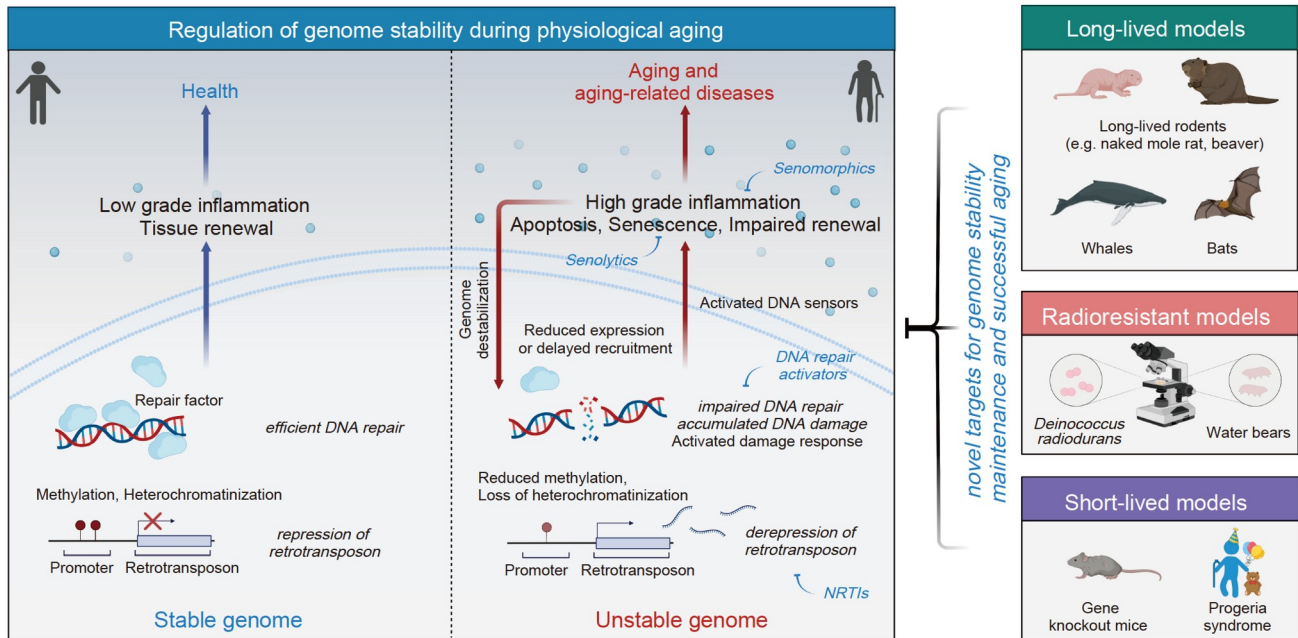 Regulation of genome stability during physiological aging
Health
Low grade inflammation
Tissue renewal
Repair factor
efficient DNA repair
Methylation, Heterochromatinization
repression of
retrotransposon
Promoter
Retrotransposon
Stable genome
Aging and
aging-related diseases
Senomorphics
High grade inflammation
Apoptosis, Senescence, Impaired renewal
Senolytics
Genome
destabilization
Activated DNA sensors
Reduced expression
or delayed recruitment
DNA repair
activators
impaired DNA repair
accumulated DNA damage
Activated damage response
Reduced methylation,
Loss of heterochromatinization
derepression of
retrotransposon
Promoter
Retrotransposon
NRTIs
Unstable genome
novel targets for genome stability
maintenance and successful aging
Long-lived models
Long-lived rodents
(e.g. naked mole rat, beaver)
Whales
Bats
Radioresistant models
Deinococcus
radiodurans
Water bears
Short-lived models
Gene
knockout mice
Progeria
syndrome